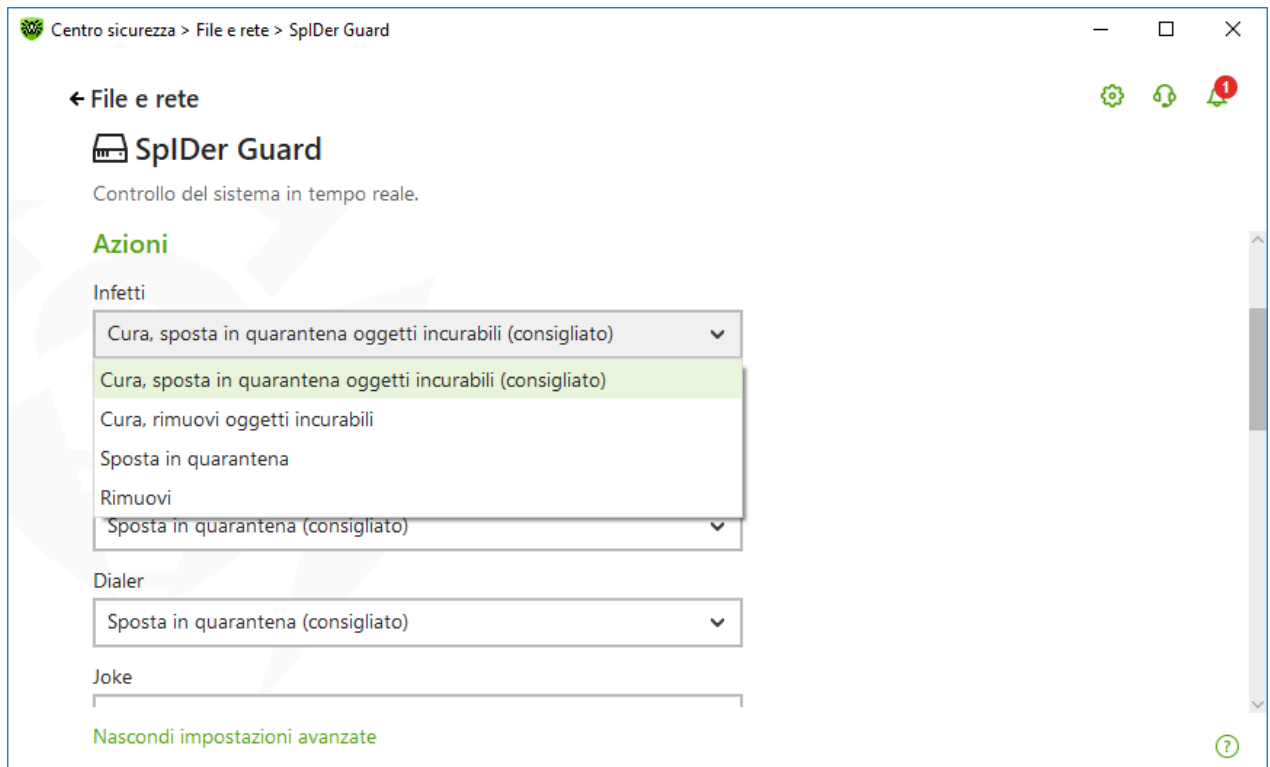 Centro sicurezza > File e rete > SpIDer Guard
File e rete
1
SpIDer Guard
Controllo del sistema in tempo reale.
Azioni
Infetti
Cura, sposta in quarantena oggetti incurabili (consigliato)
Cura, sposta in quarantena oggetti incurabili (consigliato)
Cura, rimuovi oggetti incurabili
Sposta in quarantena
Rimuovi
Sposta in quarantena (consigliato)
Dialer
Sposta in quarantena (consigliato)
Joke
Nascondi impostazioni avanzate
?